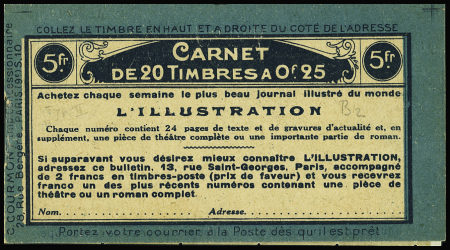 COLLEZ LE TIMBRE EN HAUT ET A DROITE DU COTÉ DE L'ADRESSE
5fr CARNET 5fr
DE 20 TIMBRES A 0f 25
Achetez chaque semaine le plus beau journal illustré du monde
L'ILLUSTRATION
Chaque numéro contient 24 pages de texte et de gravures d'actualité et, en
supplément, une pièce de théâtre complète ou une importante partie de roman.
Si auparavant vous désirez mieux connaître L'ILLUSTRATION,
adressez ce bulletin, 13, rue Saint-Georges, Paris, accompagné
de 2 francs en timbres-poste (prix de faveur) et vous recevrez
franco un des plus récents numéros contenant une pièce de
théâtre ou un roman complet.
Nom... Adresse...
Portez votre courrier à la Poste dès qu'il est prêt
C. COURMONT, Concessionnaire
28, Rue Bergère, PARIS (9e) S.10
B-2